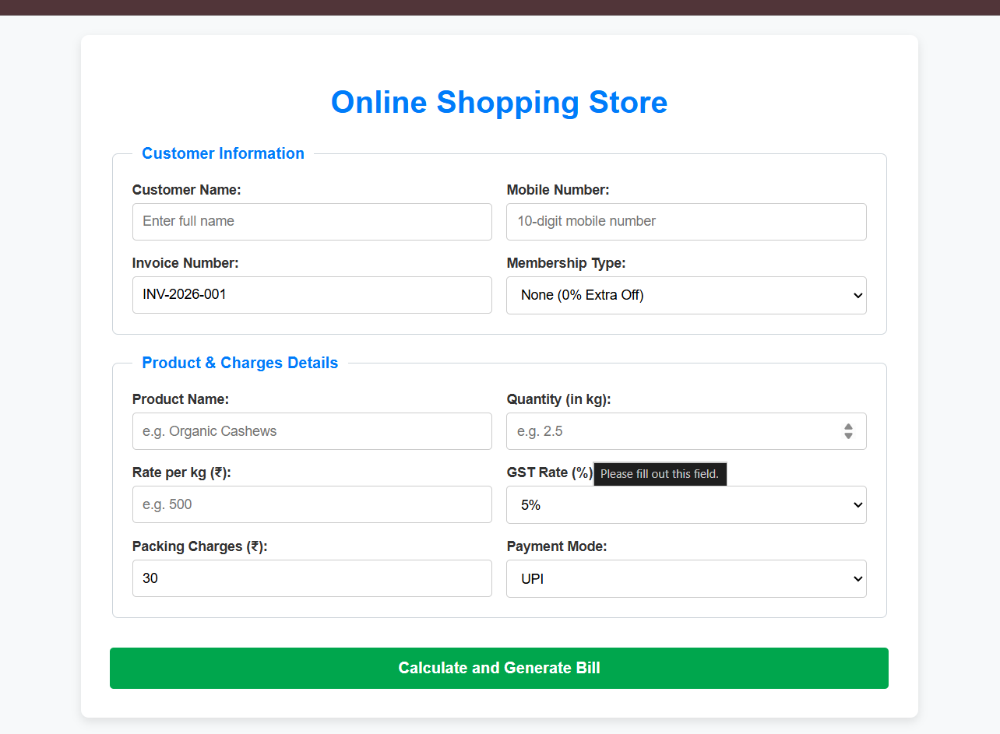 Online Shopping Store
Customer Information
Customer Name:
Mobile Number:
Enter full name
10-digit mobile number
Invoice Number:
Membership Type:
INV-2026-001
None (0% Extra Off)
Product & Charges Details
Product Name:
Quantity (in kg):
e.g. Organic Cashews
e.g. 2.5
Rate per kg (₹):
GST Rate (%)
Please fill out this field.
e.g. 500
5%
Packing Charges (₹):
Payment Mode:
30
UPI
Calculate and Generate Bill